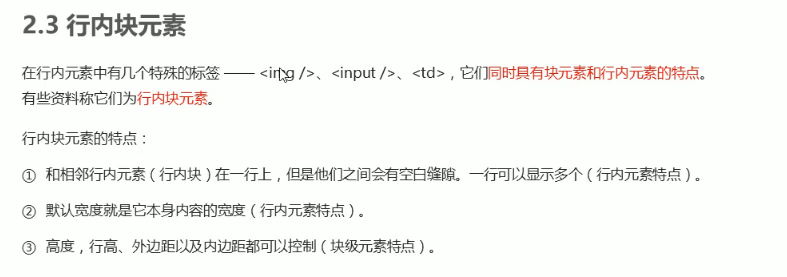 2.3 行内块元素
在行内元素中有几个特殊的标签 —— <img />、<input />、<td>，它们同时具有块元素和行内元素的特点。
有些资料称它们为行内块元素。
行内块元素的特点：
① 和相邻行内元素（行内块）在一行上，但是他们之间会有空白缝隙。一行可以显示多个（行内元素特点）。
② 默认宽度就是它本身内容的宽度（行内元素特点）。
③ 高度，行高、外边距以及内边距都可以控制（块级元素特点）。